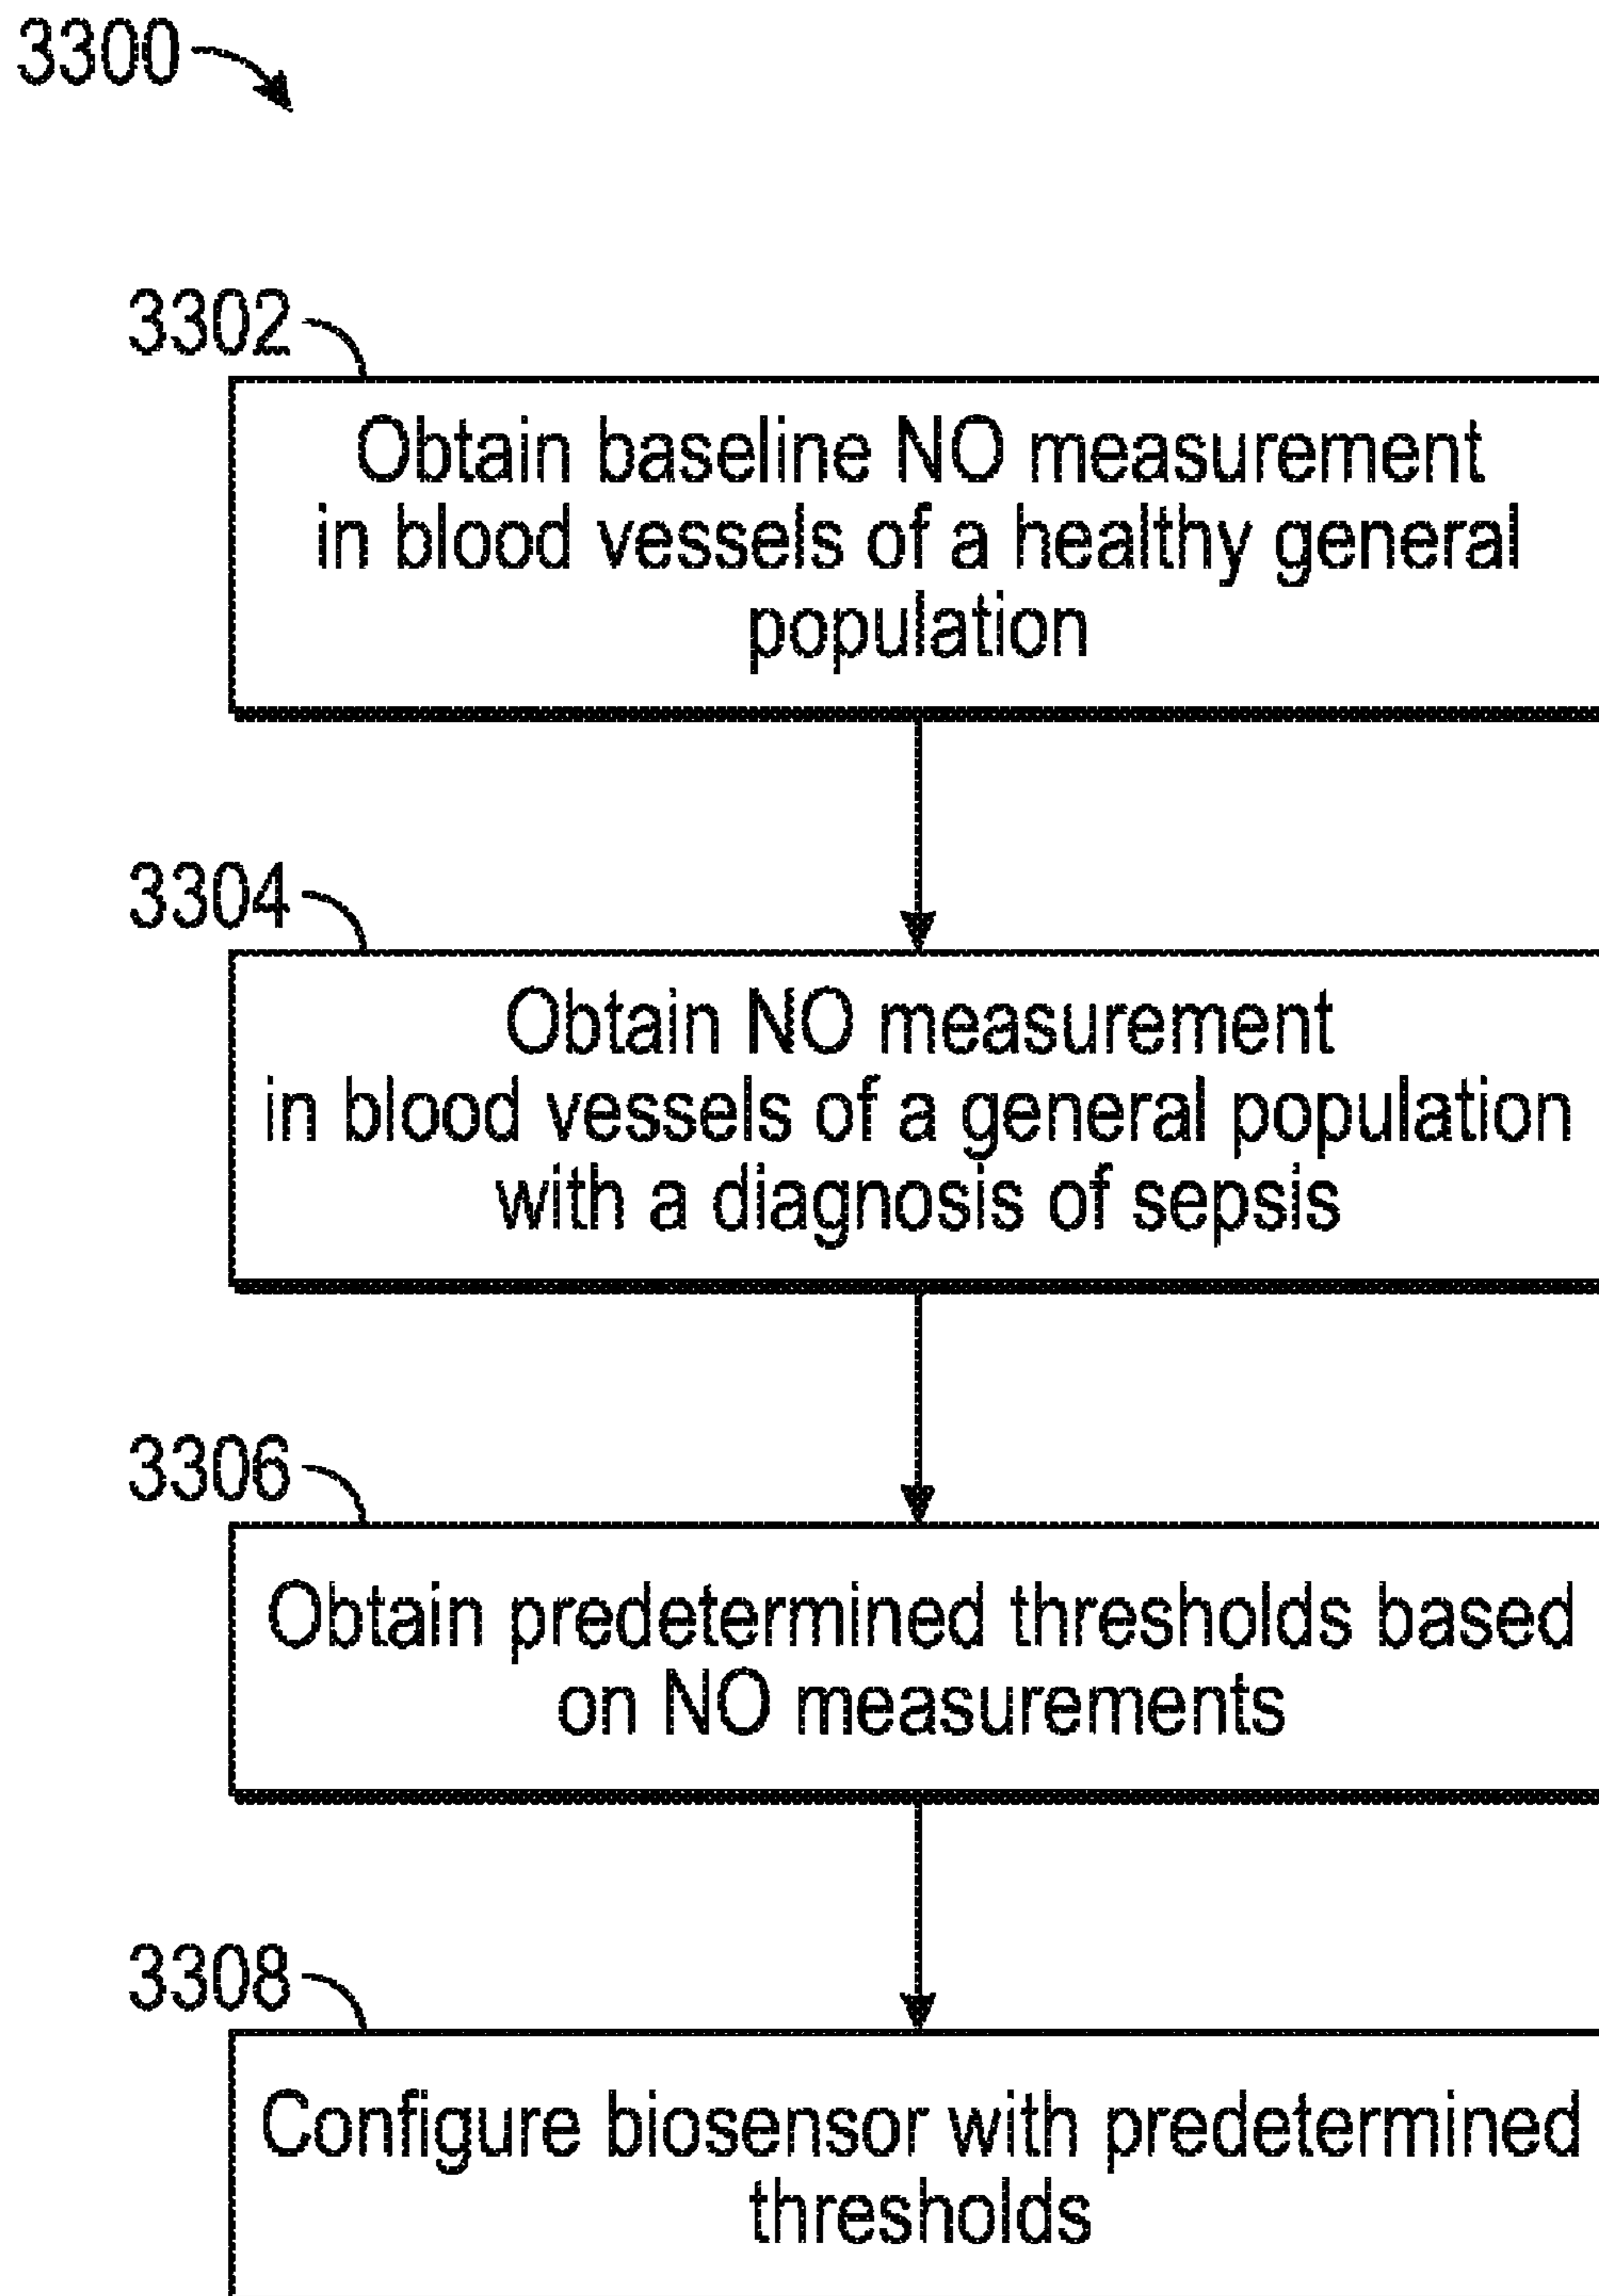 3300
3302
Obtain baseline NO measurement
in blood vessels of a healthy general
population
3304
Obtain NO measurement
in blood vessels of a general population
with a diagnosis of sepsis
3306
Obtain predetermined thresholds based
on NO measurements
3308
Configure biosensor with predetermined
thresholds